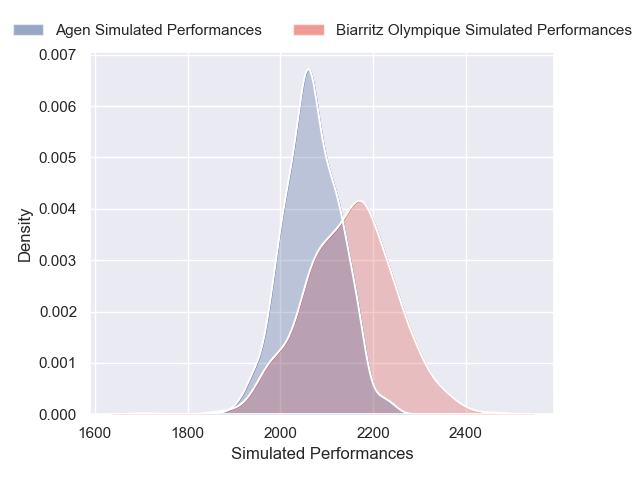 Agen Simulated Performances Biarritz Olympique Simulated Performances
0.007
0.006
0.005
0.004
0.003
0.002
0.001
0.000
Density
1600 1800 2000 2200 2400
Simulated Performances